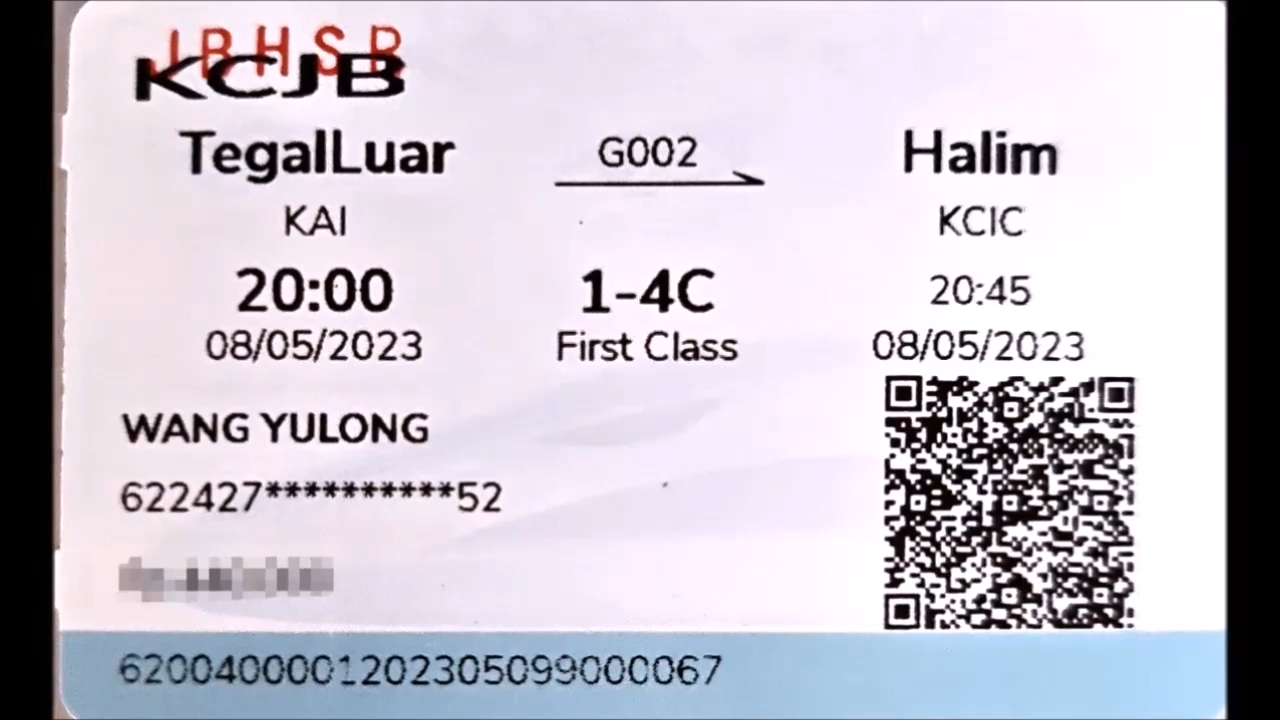 JBHSR
KCJB
TegalLuar
G002
Halim
KAI
KCIC
20:00
1-4C
20:45
08/05/2023
First Class
08/05/2023
WANG YULONG
622427**********52
6200400001202305099000067